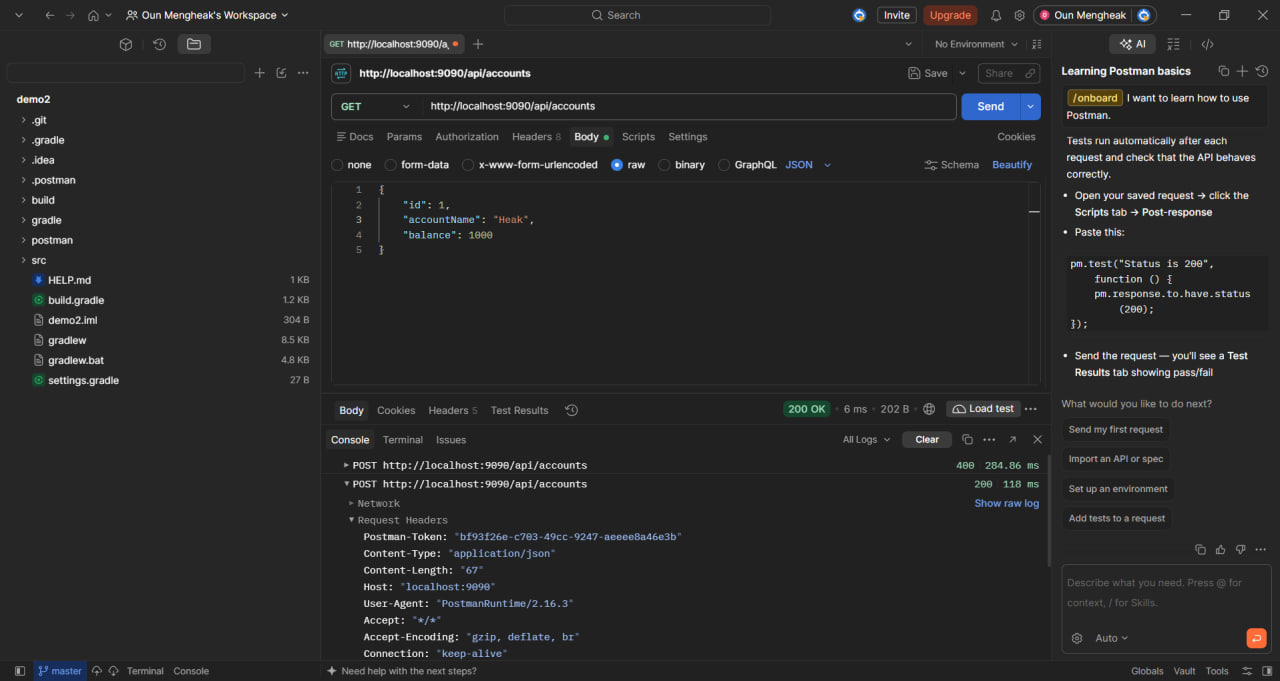 Oun Mengheak's Workspace
Search
Invite
Upgrade
Oun Mengheak
demo2
.git
.gradle
.idea
.postman
build
gradle
postman
src
HELP.md 1 KB
build.gradle 1.2 KB
demo2.iml 304 B
gradlew 8.5 KB
gradlew.bat 4.8 KB
settings.gradle 27 B
GET http://localhost:9090/a
No Environment
HTTP http://localhost:9090/api/accounts
Save
Share
GET http://localhost:9090/api/accounts
Send
Docs Params Authorization Headers 8 Body Scripts Settings Cookies
none form-data x-www-form-urlencoded raw binary GraphQL JSON Schema Beautify
1 {
2 "id": 1,
3 "accountName": "Heak",
4 "balance": 1000
5 }
Body Cookies Headers 5 Test Results 200 OK • 6 ms • 202 B Load test
Console Terminal Issues All Logs Clear
POST http://localhost:9090/api/accounts 400 284.86 ms
POST http://localhost:9090/api/accounts 200 118 ms
Network Show raw log
Request Headers
Postman-Token: "bf93f26e-c703-49cc-9247-aeeee8a46e3b"
Content-Type: "application/json"
Content-Length: "67"
Host: "localhost:9090"
User-Agent: "PostmanRuntime/2.16.3"
Accept: "*/*"
Accept-Encoding: "gzip, deflate, br"
Connection: "keep-alive"
AI
Learning Postman basics
/onboard I want to learn how to use
Postman.
Tests run automatically after each
request and check that the API behaves
correctly.
• Open your saved request → click the
Scripts tab → Post-response
• Paste this:
pm.test("Status is 200",
function () {
pm.response.to.have.status
(200);
});
• Send the request — you'll see a Test
Results tab showing pass/fail
What would you like to do next?
Send my first request
Import an API or spec
Set up an environment
Add tests to a request
Describe what you need. Press @ for
context, / for Skills.
Auto
master Terminal Console
Need help with the next steps?
Globals Vault Tools